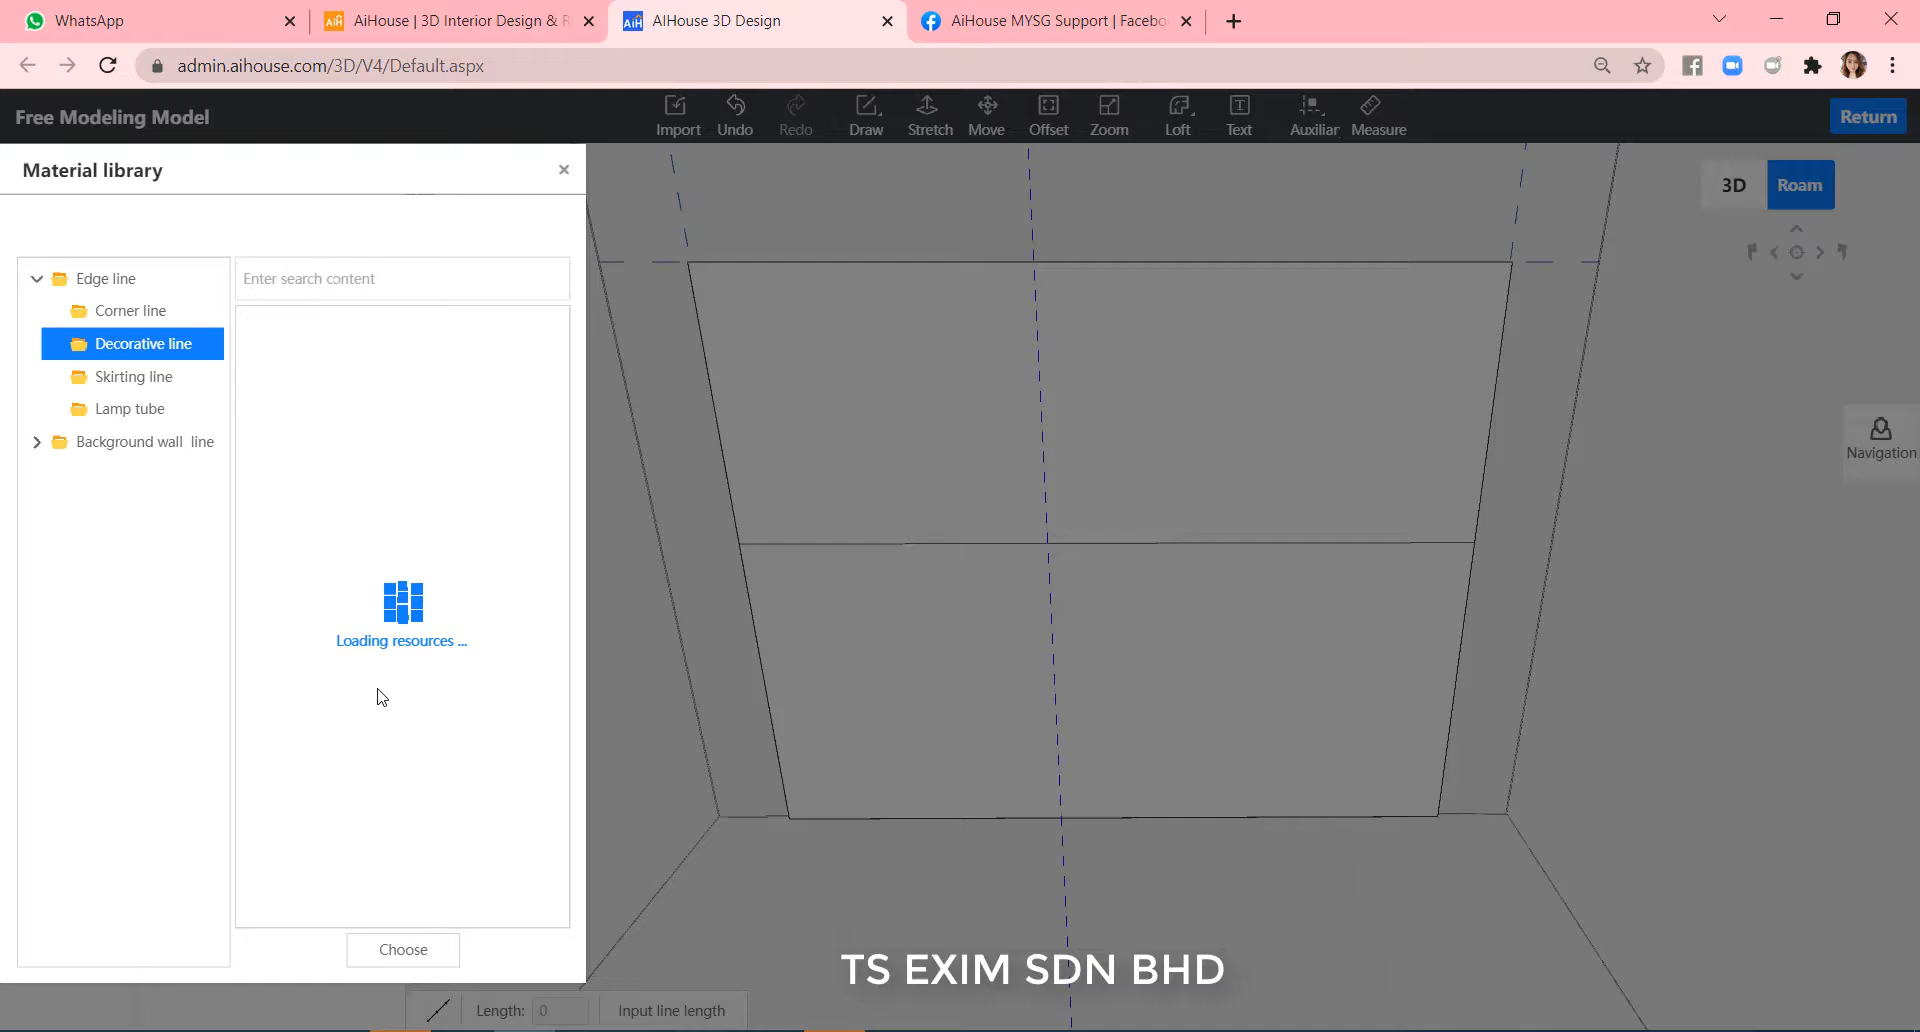 WhatsApp
AiHouse | 3D Interior Design & R
AIHouse 3D Design
AiHouse MYSG Support | Facebo
admin.aihouse.com/3D/V4/Default.aspx
Free Modeling Model
Import
Undo
Redo
Draw
Stretch
Move
Offset
Zoom
Loft
Text
Auxiliar
Measure
Return
Material library
3D
Roam
Edge line
Enter search content
Corner line
Decorative line
Skirting line
Lamp tube
Background wall line
Navigation
Loading resources ...
Choose
TS EXIM SDN BHD
Length:
0
Input line length